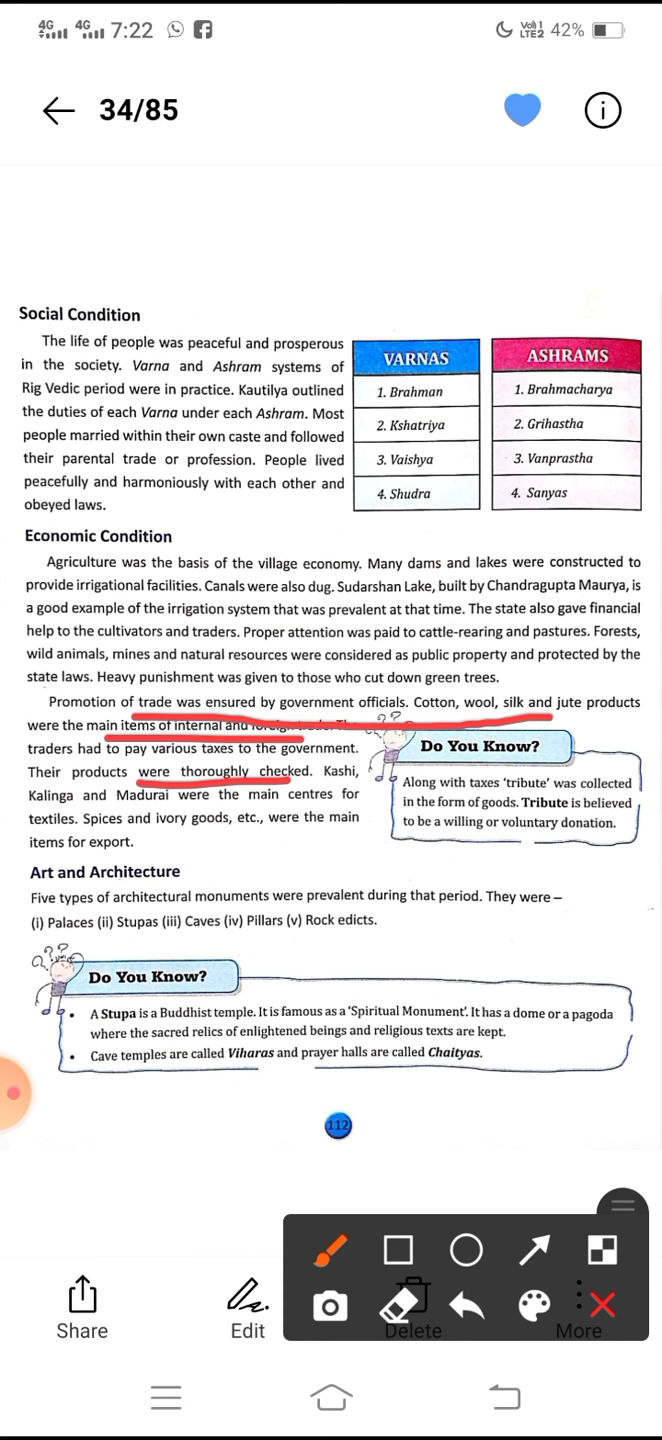 4G 4G 7:22 Vol) 1 LTE2 42%
34/85
Social Condition
The life of people was peaceful and prosperous
in the society. Varna and Ashram systems of
Rig Vedic period were in practice. Kautilya outlined
the duties of each Varna under each Ashram. Most
people married within their own caste and followed
their parental trade or profession. People lived
peacefully and harmoniously with each other and
obeyed laws.
VARNAS
1. Brahman
2. Kshatriya
3. Vaishya
4. Shudra
ASHRAMS
1. Brahmacharya
2. Grihastha
3. Vanprastha
4. Sanyas
Economic Condition
Agriculture was the basis of the village economy. Many dams and lakes were constructed to
provide irrigational facilities. Canals were also dug. Sudarshan Lake, built by Chandragupta Maurya, is
a good example of the irrigation system that was prevalent at that time. The state also gave financial
help to the cultivators and traders. Proper attention was paid to cattle-rearing and pastures. Forests,
wild animals, mines and natural resources were considered as public property and protected by the
state laws. Heavy punishment was given to those who cut down green trees.
Promotion of trade was ensured by government officials. Cotton, wool, silk and jute products
were the main items of internal and foreign trade. The
traders had to pay various taxes to the government.
Their products were thoroughly checked. Kashi,
Kalinga and Madurai were the main centres for
textiles. Spices and ivory goods, etc., were the main
items for export.
??
Do You Know?
Along with taxes 'tribute' was collected
in the form of goods. Tribute is believed
to be a willing or voluntary donation.
Art and Architecture
Five types of architectural monuments were prevalent during that period. They were –
(i) Palaces (ii) Stupas (iii) Caves (iv) Pillars (v) Rock edicts.
???
Do You Know?
• A Stupa is a Buddhist temple. It is famous as a 'Spiritual Monument'. It has a dome or a pagoda
where the sacred relics of enlightened beings and religious texts are kept.
• Cave temples are called Viharas and prayer halls are called Chaityas.
112
Share Edit Delete More